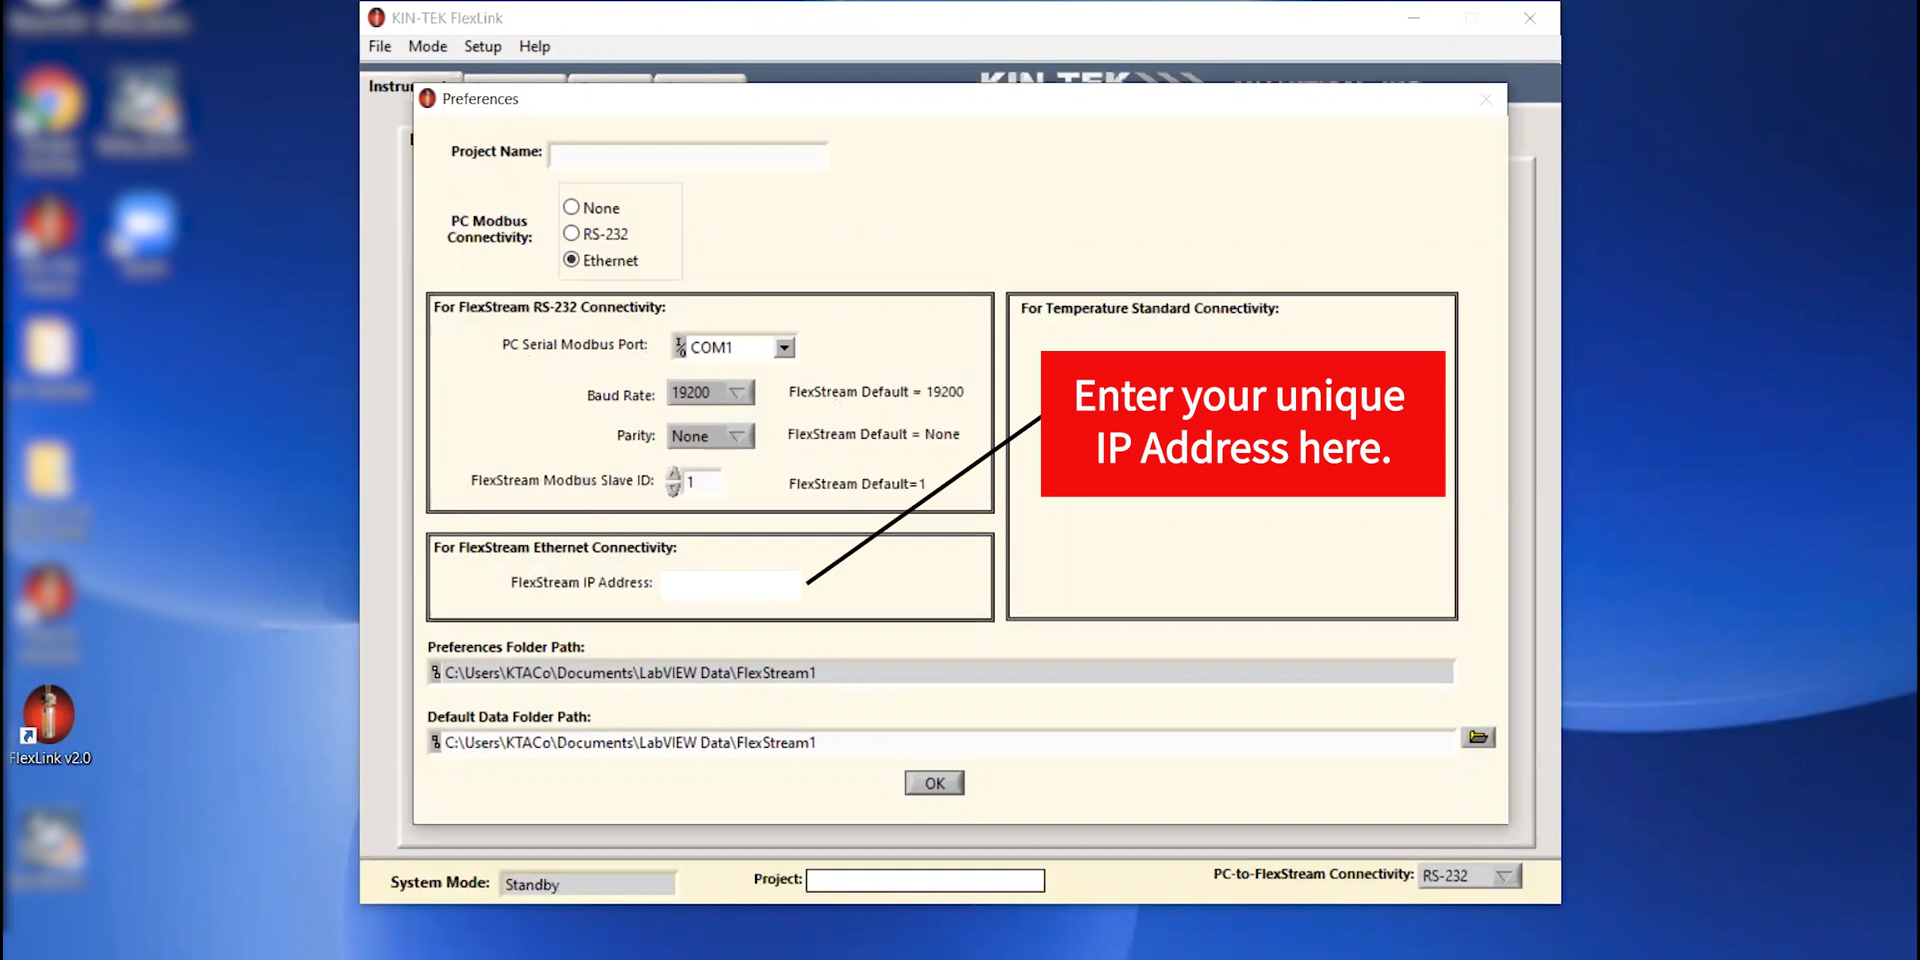 KIN-TEK FlexLink
File Mode Setup Help
KIN-TEK
Preferences
Project Name:
PC Modbus
Connectivity:
None
RS-232
Ethernet
For FlexStream RS-232 Connectivity:
PC Serial Modbus Port: COM1
Baud Rate: 19200 FlexStream Default = 19200
Parity: None FlexStream Default = None
FlexStream Modbus Slave ID: 1 FlexStream Default=1
For Temperature Standard Connectivity:
Enter your unique
IP Address here.
For FlexStream Ethernet Connectivity:
FlexStream IP Address:
Preferences Folder Path:
C:\Users\KTACo\Documents\LabVIEW Data\FlexStream1
Default Data Folder Path:
C:\Users\KTACo\Documents\LabVIEW Data\FlexStream1
OK
FlexLink v2.0
System Mode: Standby
Project:
PC-to-FlexStream Connectivity: RS-232